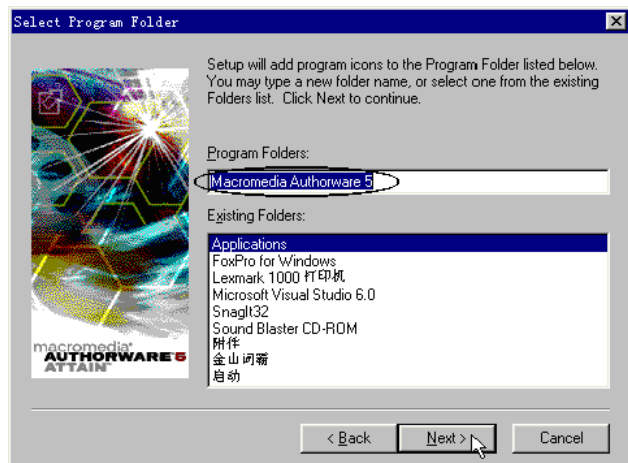 Select Program Folder
Setup will add program icons to the Program Folder listed below.
You may type a new folder name, or select one from the existing
Folders list. Click Next to continue.
Program Folders:
Macromedia Authorware 5
Existing Folders:
Applications
FoxPro for Windows
Lexmark 1000 打印机
Microsoft Visual Studio 6.0
SnagIt32
Sound Blaster CD-ROM
附件
金山词霸
启动
macromedia
AUTHORWARE 5
ATTAIN™
< Back
Next >
Cancel